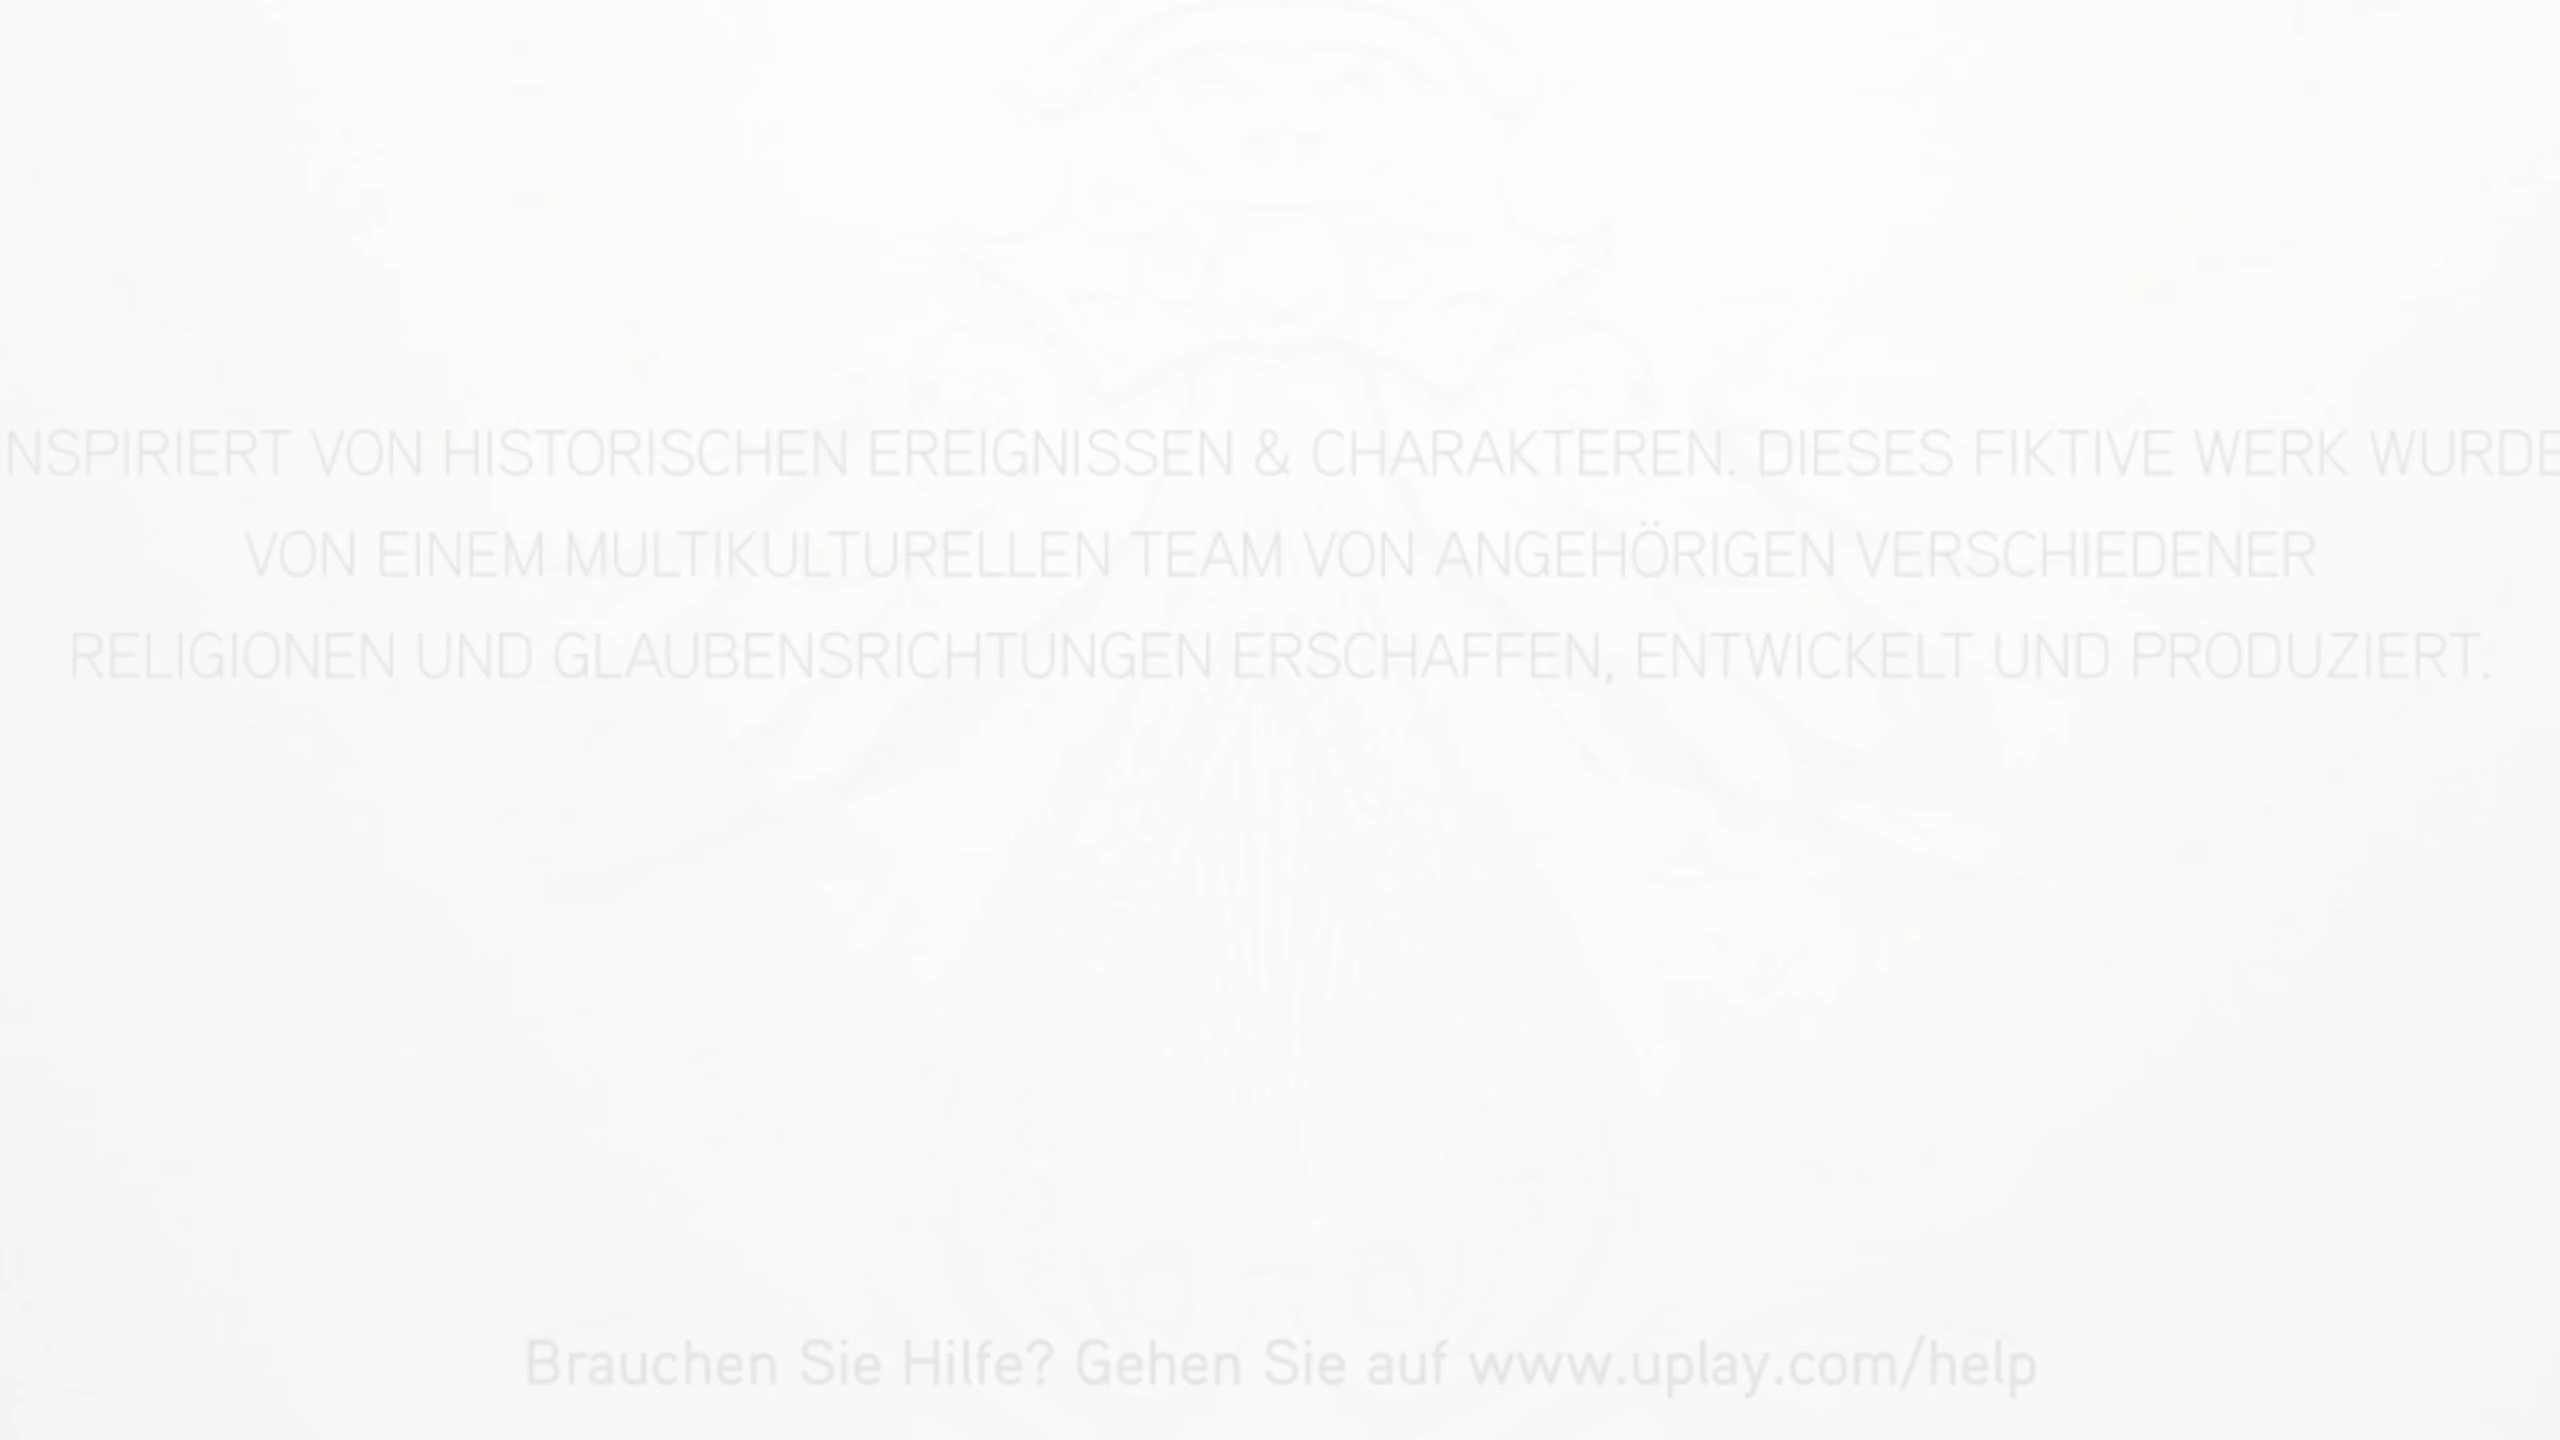 NSPIRIERT VON HISTORISCHEN EREIGNISSEN & CHARAKTEREN. DIESES FIKTIVE WERK WURDE
VON EINEM MULTIKULTURELLEN TEAM VON ANGEHÖRIGEN VERSCHIEDENER
RELIGIONEN UND GLAUBENSRICHTUNGEN ERSCHAFFEN, ENTWICKELT UND PRODUZIERT.
Brauchen Sie Hilfe? Gehen Sie auf www.uplay.com/help